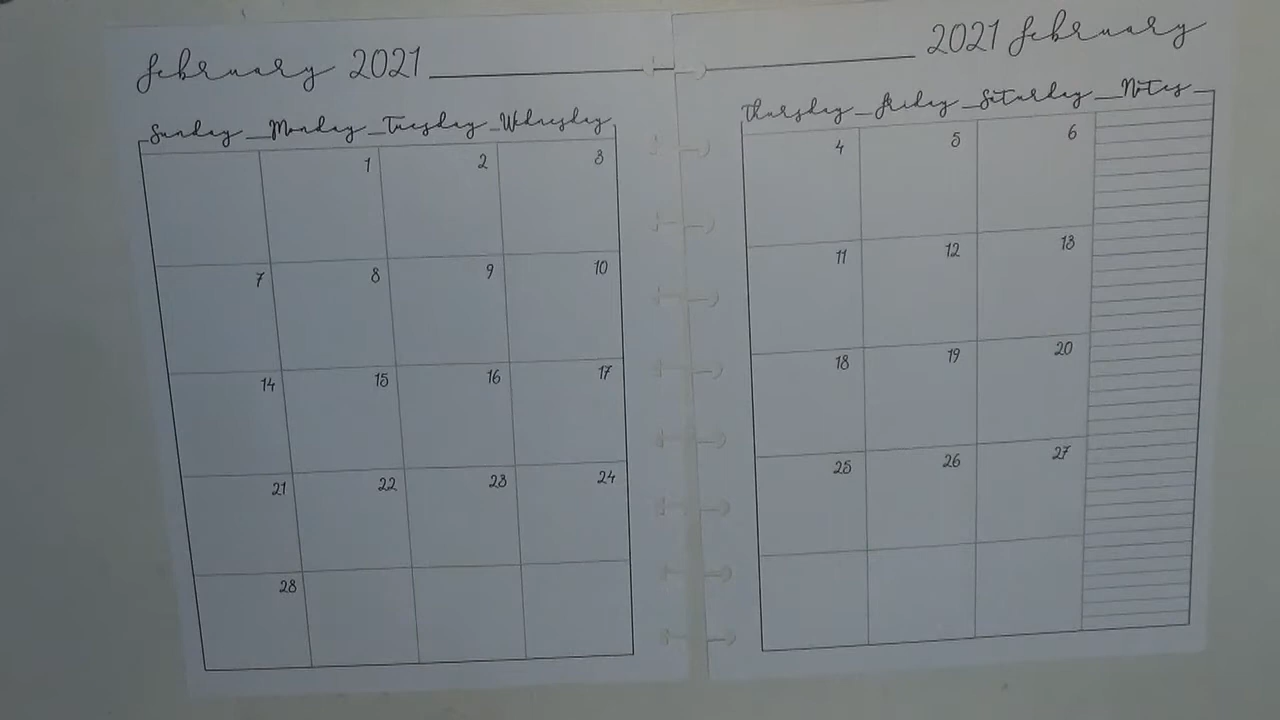 february 2021
Sunday Monday Tuesday Wednesday
1 2 3
7 8 9 10
14 15 16 17
21 22 23 24
28
2021 february
Thursday friday Saturday Notes
4 5 6
11 12 13
18 19 20
25 26 27